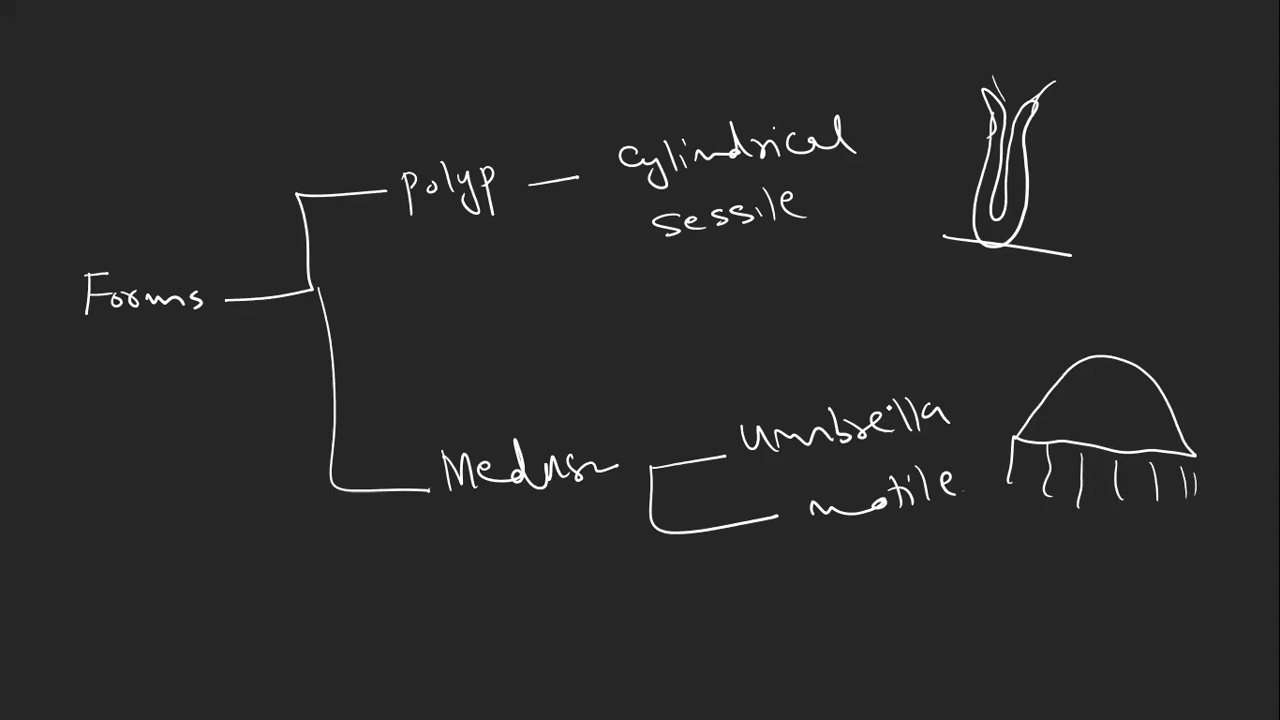 Forms
polyp — cylindrical
sessile
Medusa
umbrella
motile